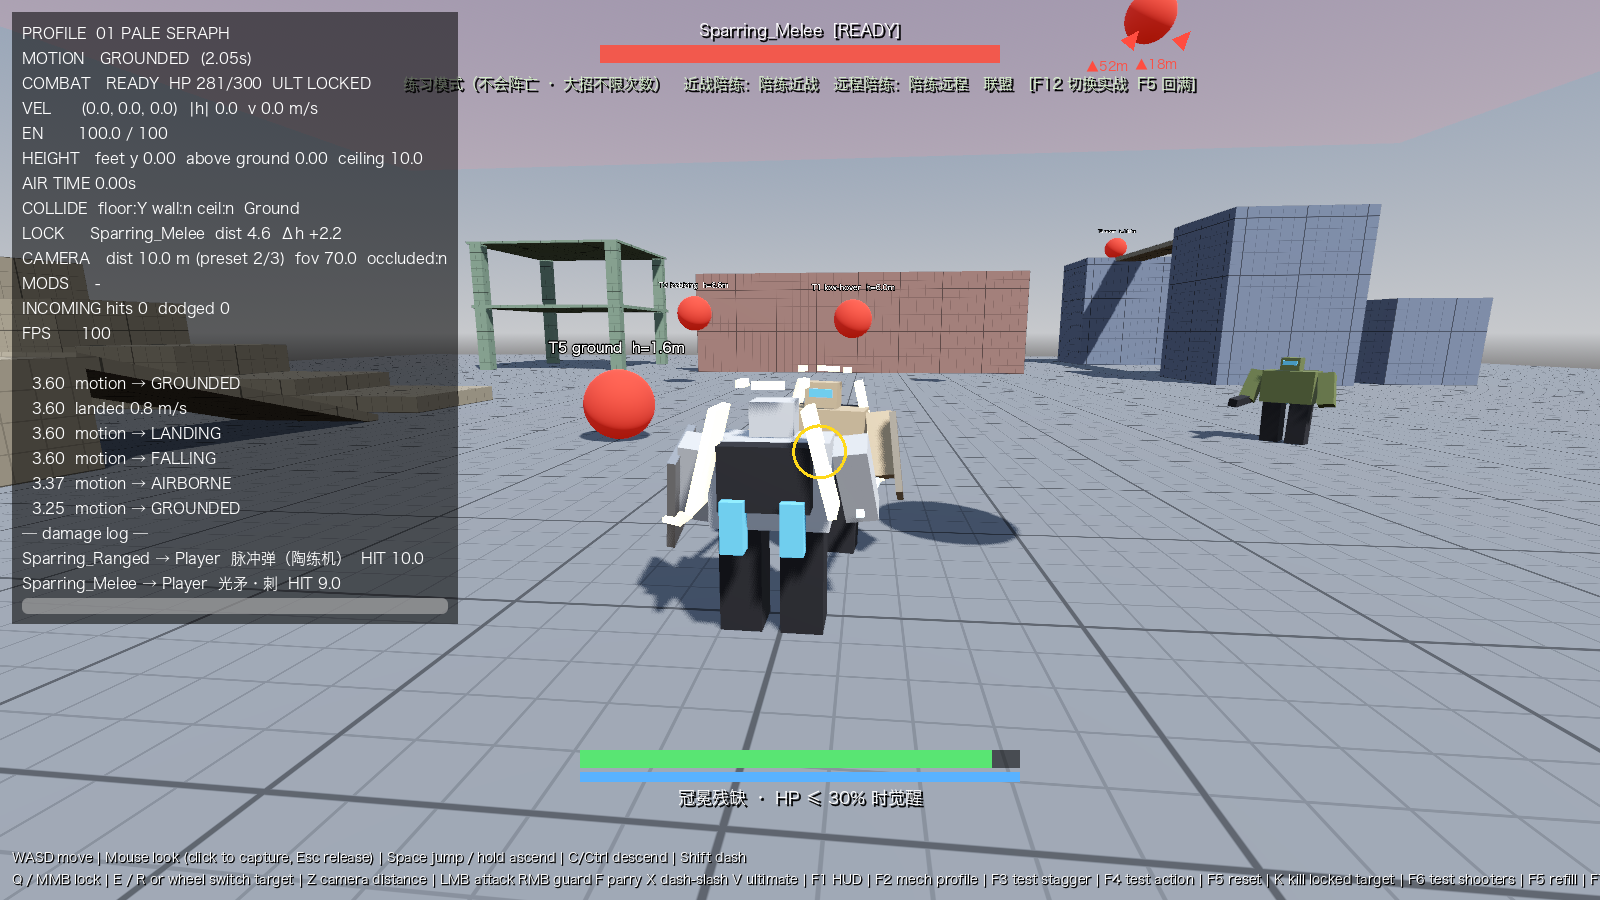 PROFILE 01 PALE SERAPH
MOTION GROUNDED (2.05s)
COMBAT READY HP 281/300 ULT LOCKED
VEL (0.0, 0.0, 0.0) |h| 0.0 v 0.0 m/s
EN 100.0 / 100
HEIGHT feet y 0.00 above ground 0.00 ceiling 10.0
AIR TIME 0.00s
COLLIDE floor:Y wall:n ceil:n Ground
LOCK Sparring_Melee dist 4.6 Δh +2.2
CAMERA dist 10.0 m (preset 2/3) fov 70.0 occluded:n
MODS -
INCOMING hits 0 dodged 0
FPS 100
3.60 motion → GROUNDED
3.60 landed 0.8 m/s
3.60 motion → LANDING
3.60 motion → FALLING
3.37 motion → AIRBORNE
3.25 motion → GROUNDED
— damage log —
Sparring_Ranged → Player 脉冲弹（陶练机） HIT 10.0
Sparring_Melee → Player 光矛·刺 HIT 9.0
Sparring_Melee [READY]
练习模式（不会阵亡 · 大招不限次数） 近战陪练：陪练近战 远程陪练：陪练远程 联盟 [F12 切换实战 F5 回满]
▲52m ▲18m
T1 low-hover h=6.0m
T5 ground h=1.6m
冠冕残缺 · HP ≤ 30% 时觉醒
WASD move | Mouse look (click to capture, Esc release) | Space jump / hold ascend | C/Ctrl descend | Shift dash
Q / MMB lock | E / R or wheel switch target | Z camera distance | LMB attack RMB guard F parry X dash-slash V ultimate | F1 HUD | F2 mech profile | F3 test stagger | F4 test action | F5 reset | K kill locked target | F6 test shooters | F5 refill |